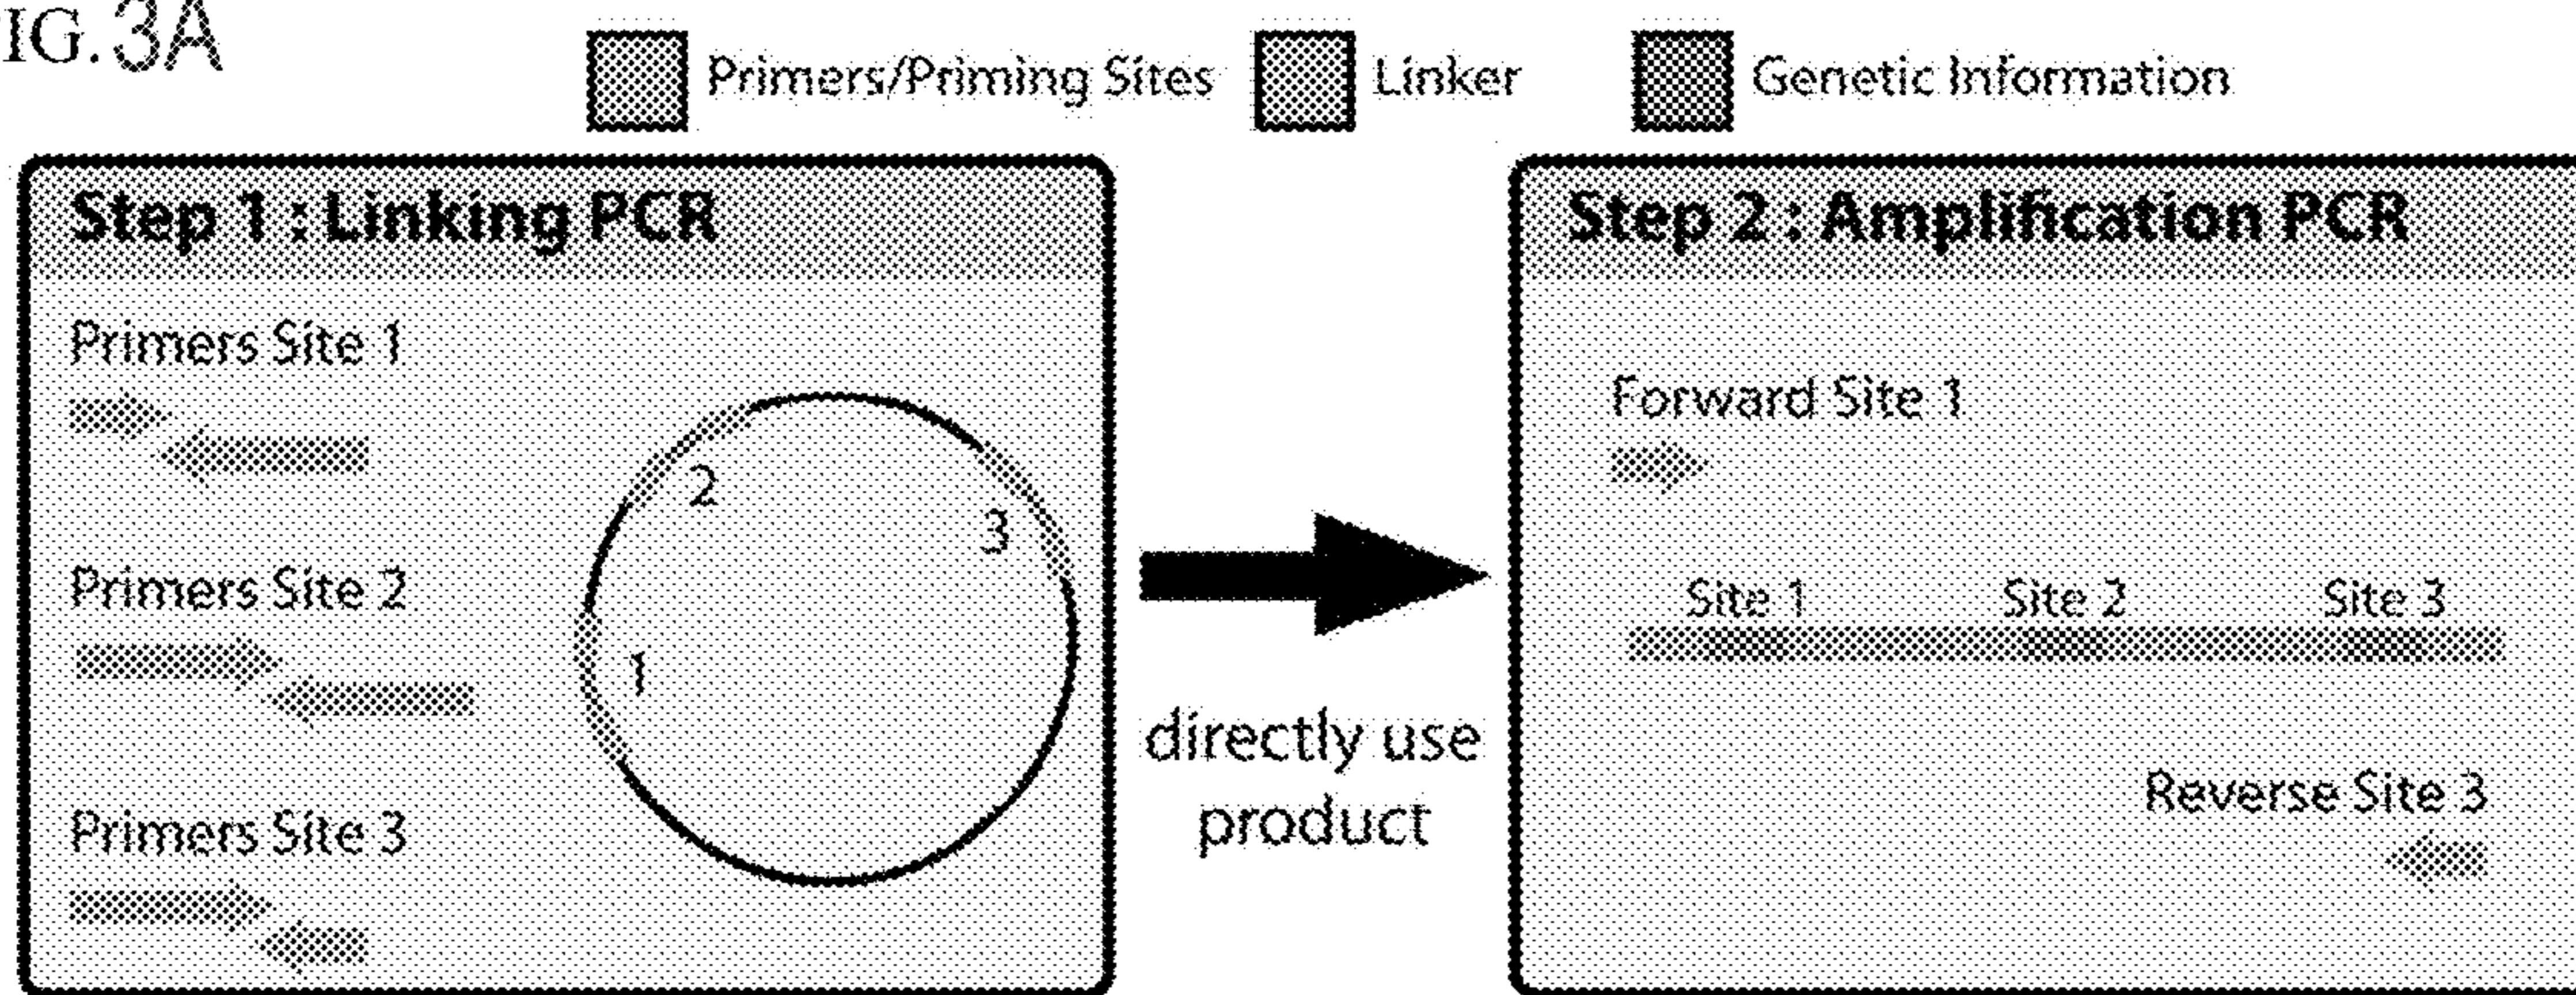 IG. 3A
Primers/Priming Sites Linker Genetic Information
Step 1 : Linking PCR
Primers Site 1
2
3
Primers Site 2
1
Primers Site 3
directly use
product
Step 2 : Amplification PCR
Forward Site 1
Site 1 Site 2 Site 3
Reverse Site 3